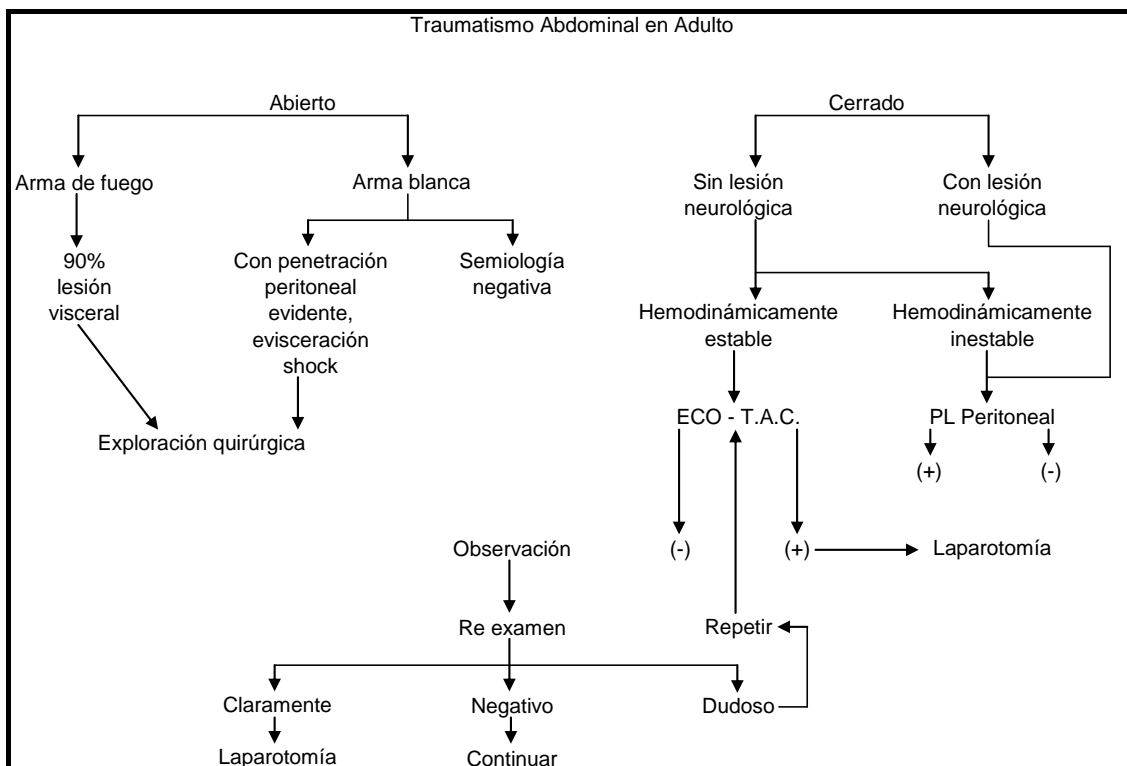 Traumatismo Abdominal en Adulto
Abierto
Cerrado
Arma de fuego
Arma blanca
Sin lesión
neurológica
Con lesión
neurológica
90%
lesión
visceral
Con penetración
peritoneal
evidente,
evisceración
shock
Semiología
negativa
Hemodinámicamente
estable
Hemodinámicamente
inestable
Exploración quirúrgica
ECO - T.A.C.
PL Peritoneal
(+)
(-)
Observación
(-)
(+)
Laparotomía
Re examen
Repetir
Claramente
Negativo
Dudoso
Laparotomía
Continuar